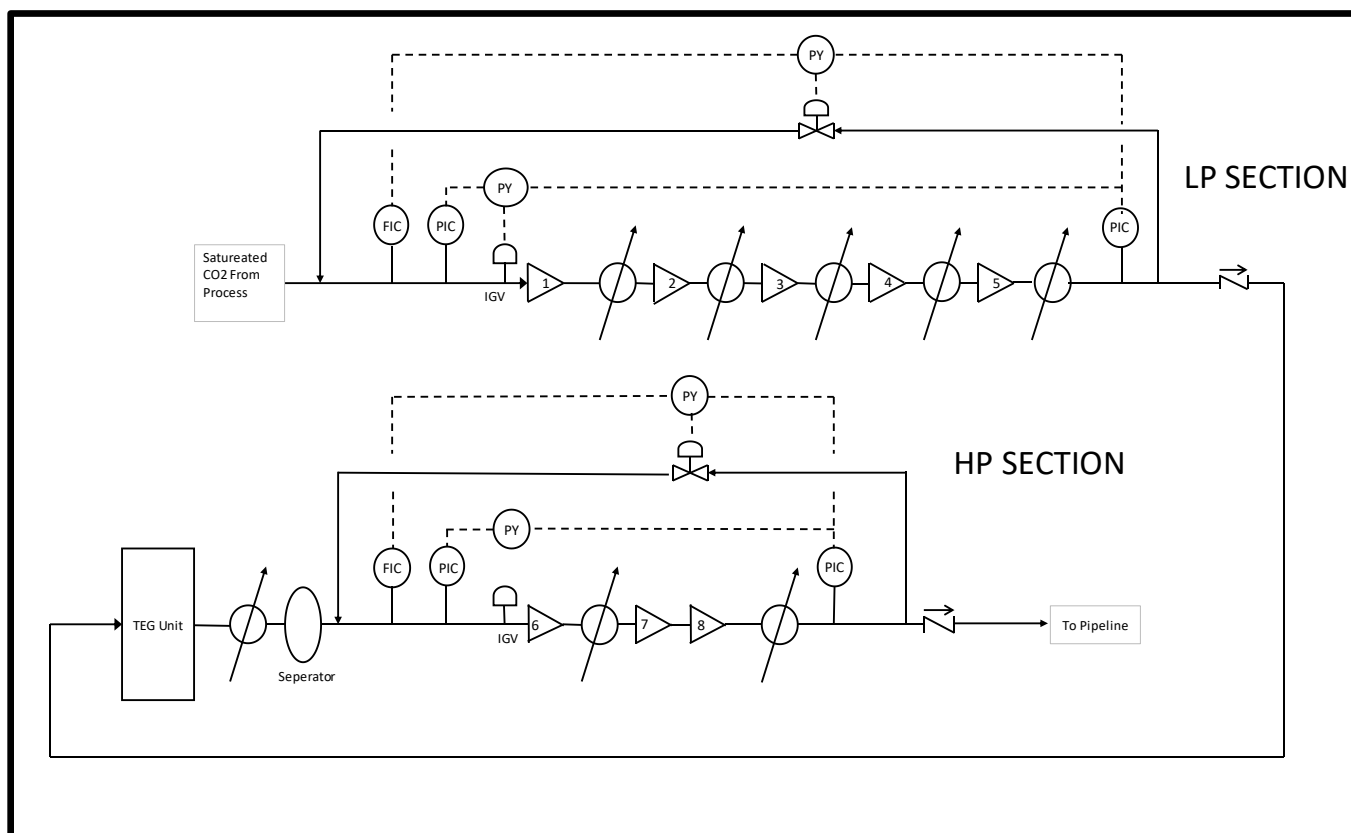 PY
LP SECTION
PY
FIC
PIC
PIC
Satureated
CO2 From
Process
IGV
1
2
3
4
5
PY
HP SECTION
PY
FIC
PIC
PIC
TEG Unit
Seperator
IGV
6
7
8
To Pipeline